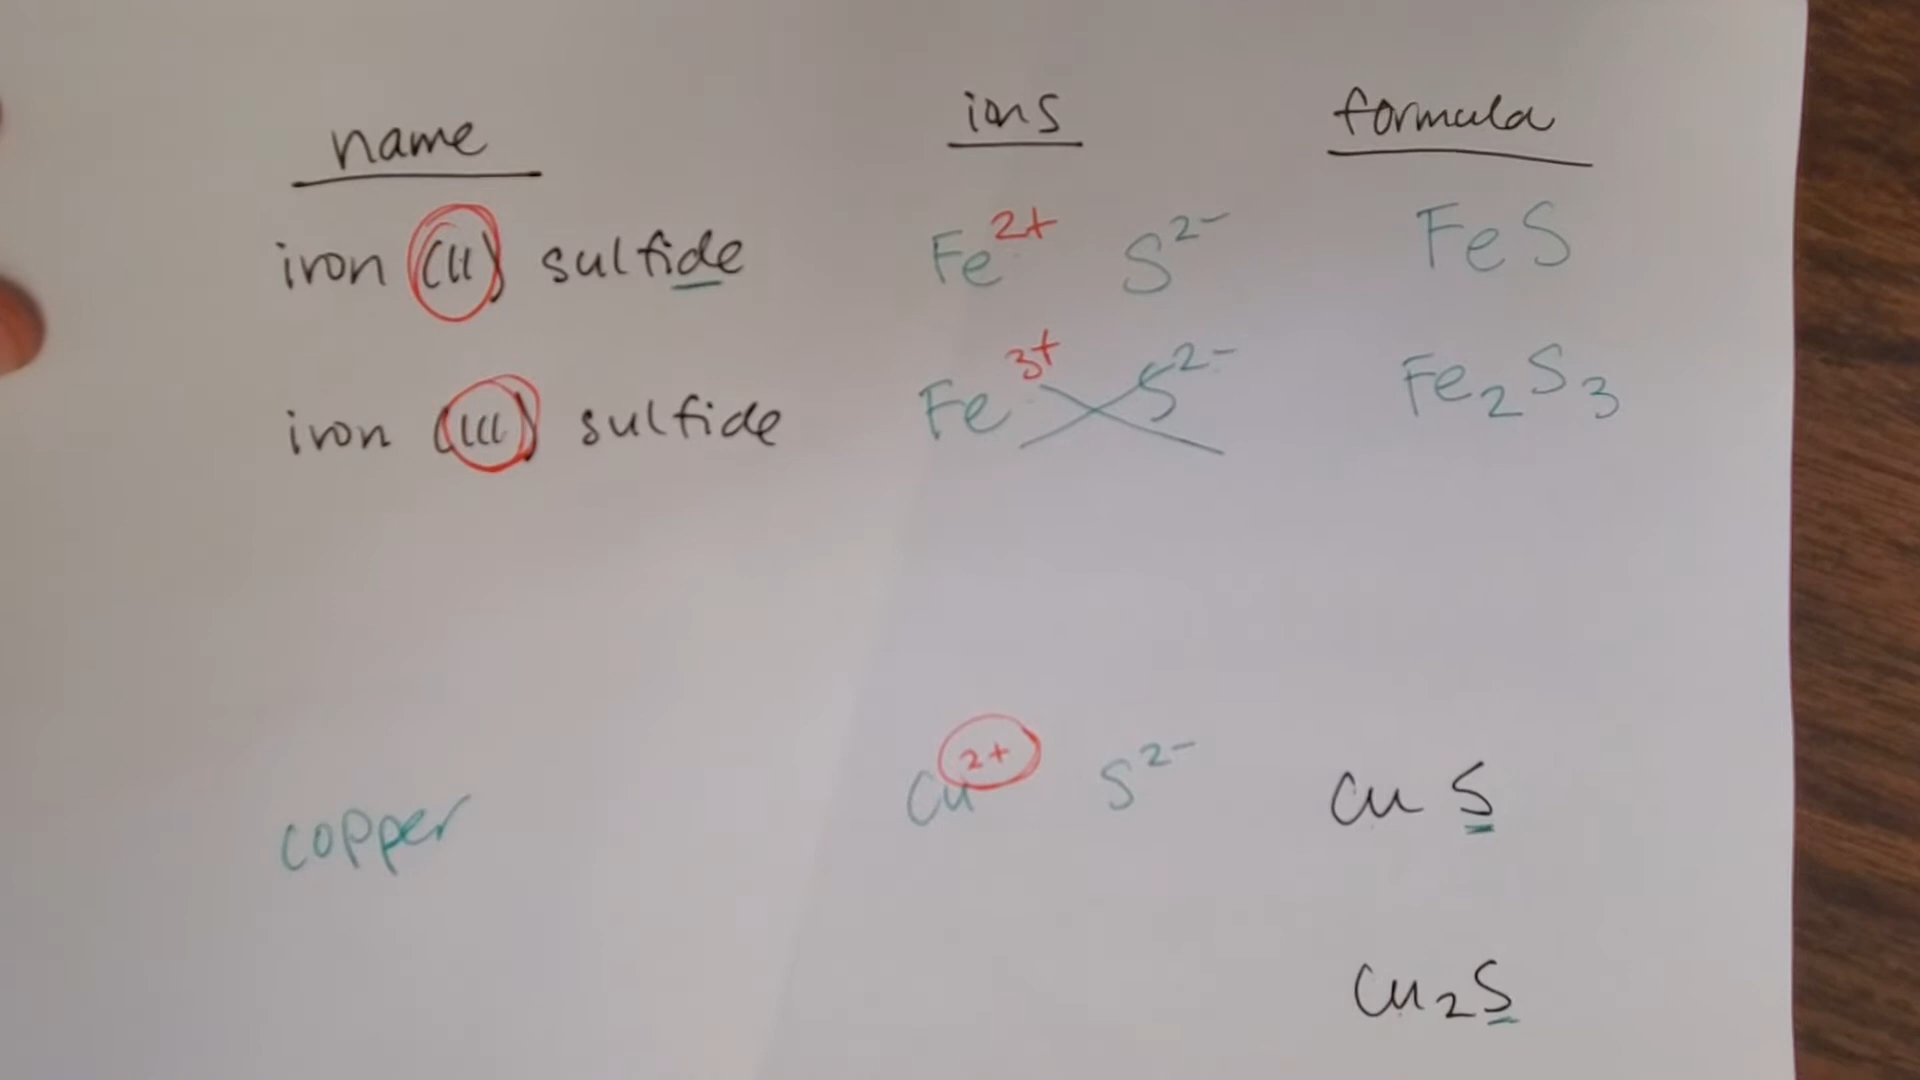 name ions formula
iron (II) sulfide Fe²⁺ S²⁻ FeS
iron (III) sulfide Fe³⁺ S²⁻ Fe₂S₃
copper Cu²⁺ S²⁻ CuS
Cu₂S